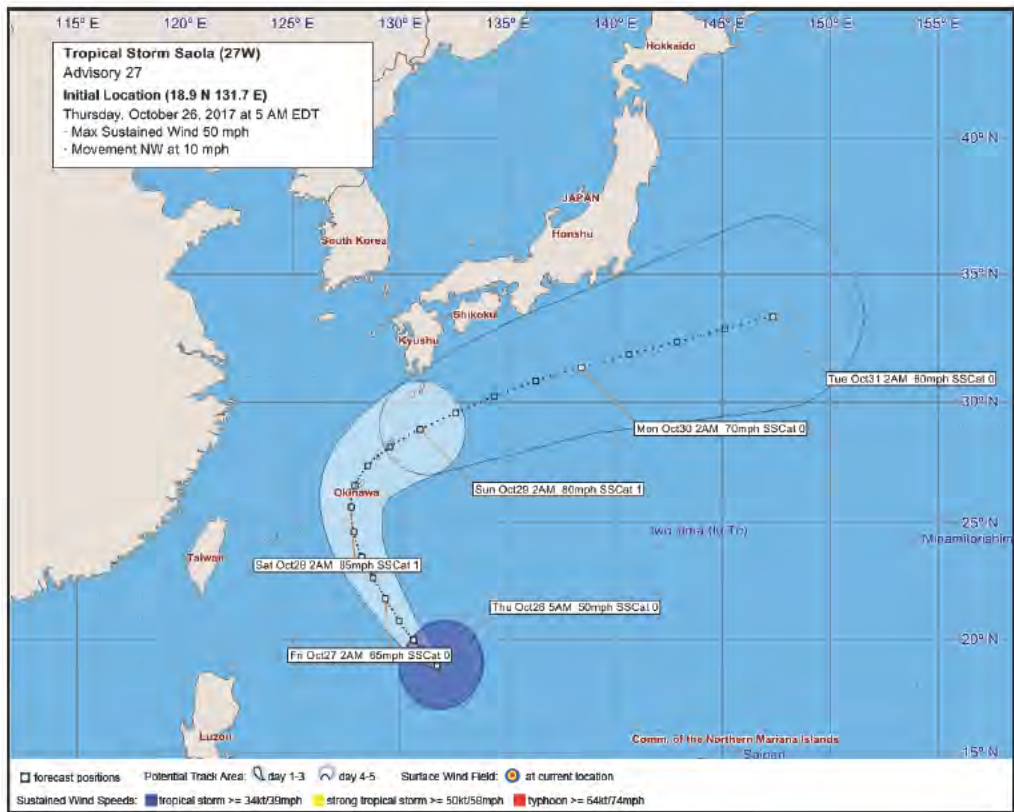 115° E 120° E 125° E 130° E 135° E 140° E 145° E 150° E 155° E
Tropical Storm Saola (27W)
Advisory 27
Initial Location (18.9 N 131.7 E)
Thursday, October 26, 2017 at 5 AM EDT
- Max Sustained Wind 50 mph
- Movement NW at 10 mph
Hokkaido
40° N
JAPAN
Honshu
South Korea
35° N
Shikoku
Kyushu
Tue Oct31 2AM 60mph SSCat 0
30° N
Mon Oct30 2AM 70mph SSCat 0
Sun Oct29 2AM 80mph SSCat 1
Okinawa
25° N
Iwo Jima (Io To)
Minamitorishim
Taiwan
Sat Oct28 2AM 85mph SSCat 1
Thu Oct26 5AM 50mph SSCat 0
20° N
Fri Oct27 2AM 65mph SSCat 0
Luzon
Comm. of the Northern Mariana Islands
Saipan
15° N
forecast positions Potential Track Area: day 1-3 day 4-5 Surface Wind Field: at current location
Sustained Wind Speeds: tropical storm >= 34kt/39mph strong tropical storm >= 50kt/58mph typhoon >= 64kt/74mph